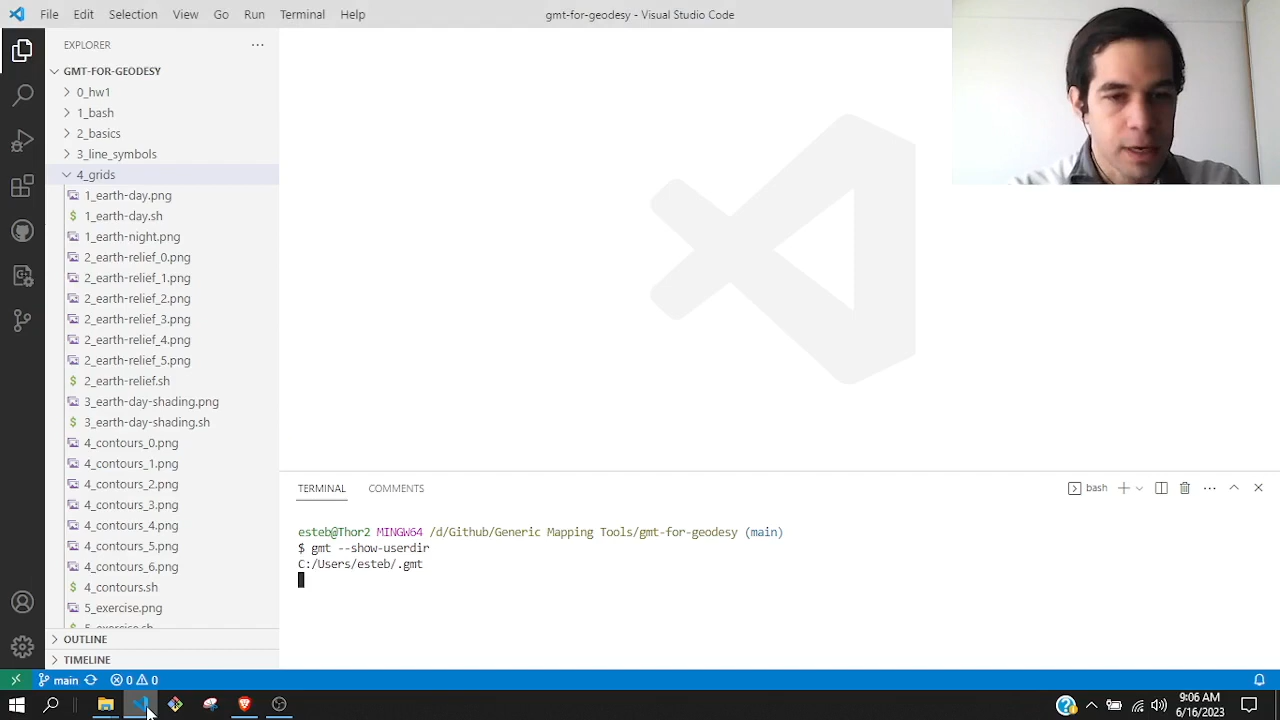 File Edit Selection View Go Run Terminal Help
gmt-for-geodesy - Visual Studio Code
EXPLORER
GMT-FOR-GEODESY
0_hw1
1_bash
2_basics
3_line_symbols
4_grids
1_earth-day.png
$ 1_earth-day.sh
1_earth-night.png
2_earth-relief_0.png
2_earth-relief_1.png
2_earth-relief_2.png
2_earth-relief_3.png
2_earth-relief_4.png
2_earth-relief_5.png
$ 2_earth-relief.sh
3_earth-day-shading.png
$ 3_earth-day-shading.sh
4_contours_0.png
4_contours_1.png
4_contours_2.png
4_contours_3.png
4_contours_4.png
4_contours_5.png
4_contours_6.png
$ 4_contours.sh
5_exercise.png
5_exercise.sh
OUTLINE
TIMELINE
TERMINAL COMMENTS
bash
esteb@Thor2 MINGW64 /d/Github/Generic Mapping Tools/gmt-for-geodesy (main)
$ gmt --show-userdir
C:/Users/esteb/.gmt
main 0 0
9:06 AM
6/16/2023